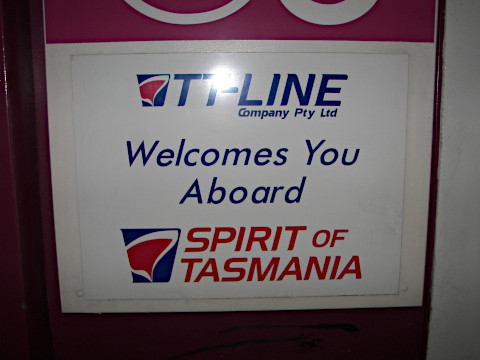 TT-LINE
Company Pty Ltd
Welcomes You
Aboard
SPIRIT OF
TASMANIA